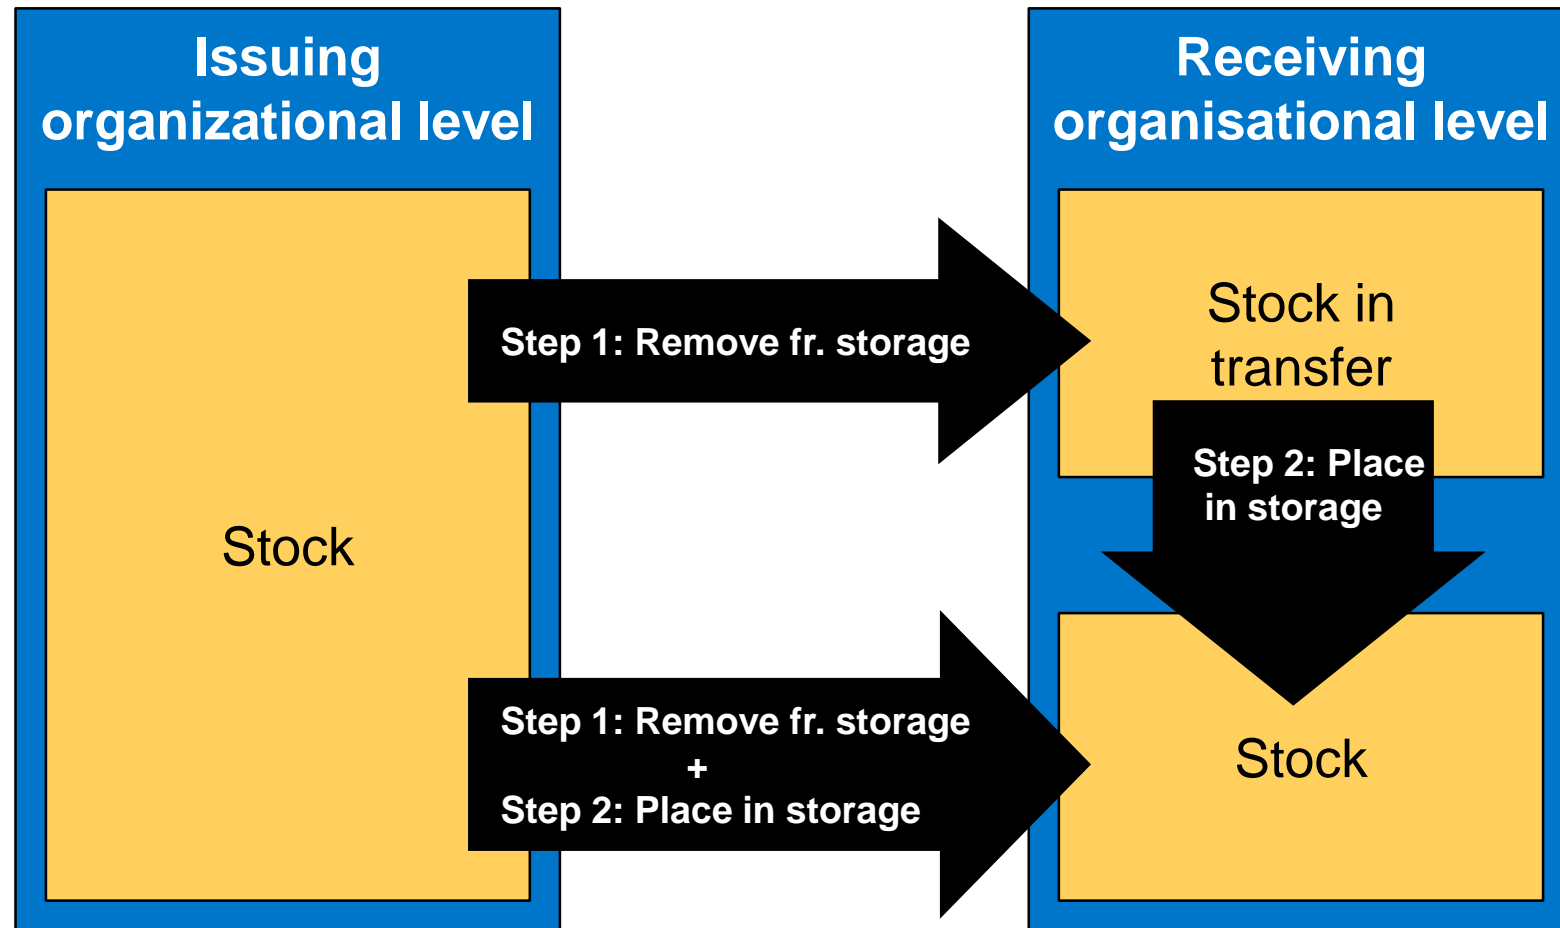 Issuing
organizational level
Receiving
organisational level
Stock
Step 1: Remove fr. storage
Stock in
transfer
Step 2: Place
in storage
Step 1: Remove fr. storage
+
Step 2: Place in storage
Stock